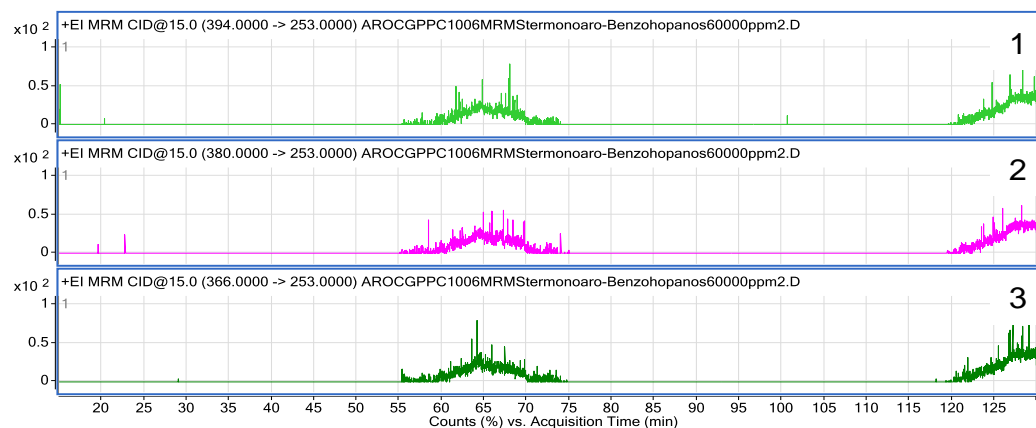 +EI MRM CID@15.0 (394.0000 -> 253.0000) AROCGPPC1006MRMStermonoaro-Benzohopanos60000ppm2.D
x10 2
1
1
1
0.5
0
+EI MRM CID@15.0 (380.0000 -> 253.0000) AROCGPPC1006MRMStermonoaro-Benzohopanos60000ppm2.D
x10 2
2
1
1
0.5
0
+EI MRM CID@15.0 (366.0000 -> 253.0000) AROCGPPC1006MRMStermonoaro-Benzohopanos60000ppm2.D
x10 2
3
1
1
0.5
0
20 25 30 35 40 45 50 55 60 65 70 75 80 85 90 95 100 105 110 115 120 125
Counts (%) vs. Acquisition Time (min)